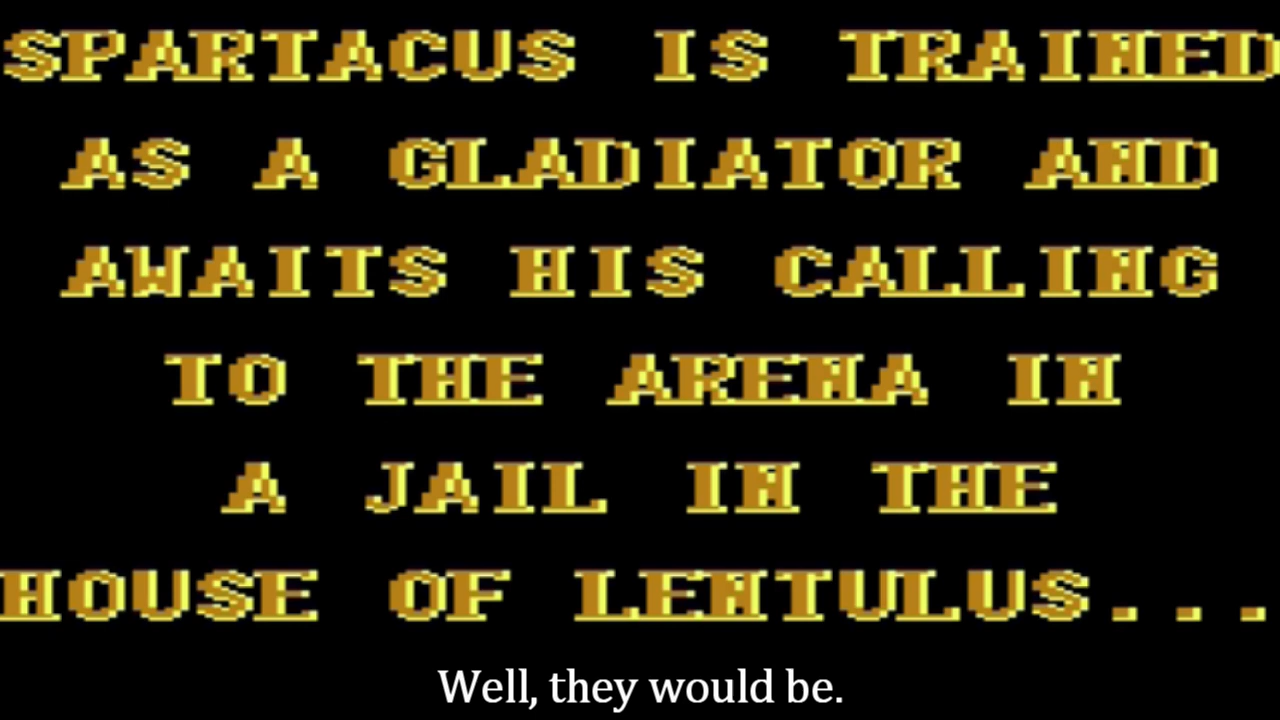 SPARTACUS IS TRAINED
AS A GLADIATOR AND
AWAITS HIS CALLING
TO THE ARENA IN
A JAIL IN THE
HOUSE OF LENTULUS...
Well, they would be.